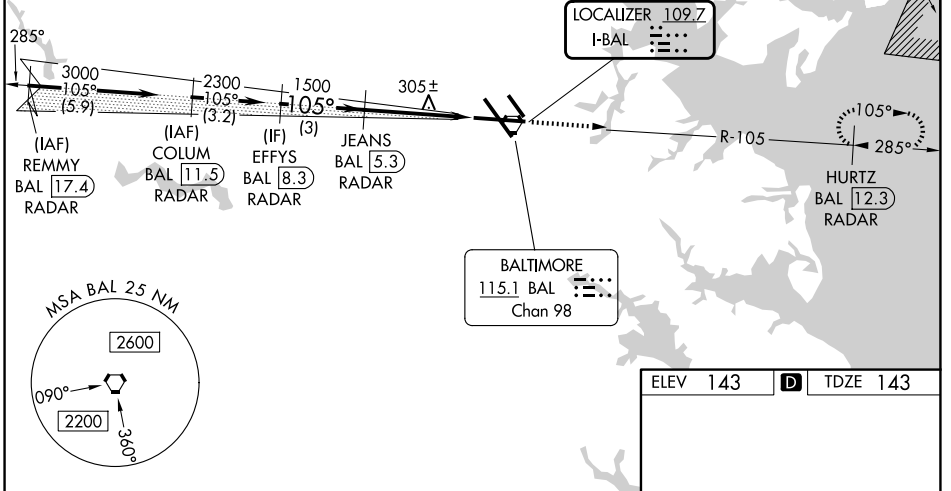 LOCALIZER 109.7
I-BAL
285°
3000
105°
(5.9)
2300
105°
(3.2)
1500
105°
(3)
305±
(IAF)
REMMY
BAL 17.4
RADAR
(IAF)
COLUM
BAL 11.5
RADAR
(IF)
EFFYS
BAL 8.3
RADAR
JEANS
BAL 5.3
RADAR
R-105
105°
285°
HURTZ
BAL 12.3
RADAR
BALTIMORE
115.1 BAL
Chan 98
MSA BAL 25 NM
2600
090°
2200
360°
ELEV 143 D TDZE 143